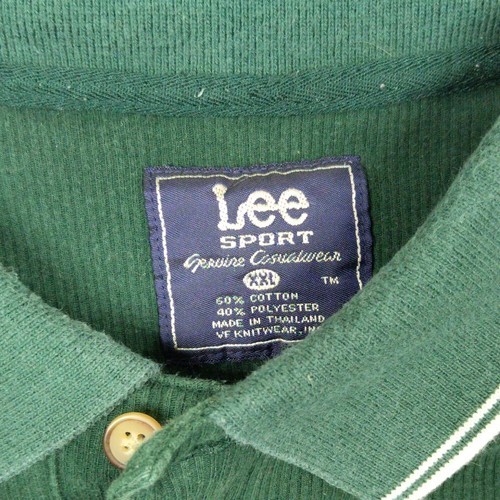 Lee
SPORT
Genuine Casualwear
XXL
TM
60% COTTON
40% POLYESTER
MADE IN THAILAND
VF KNITWEAR, INC.